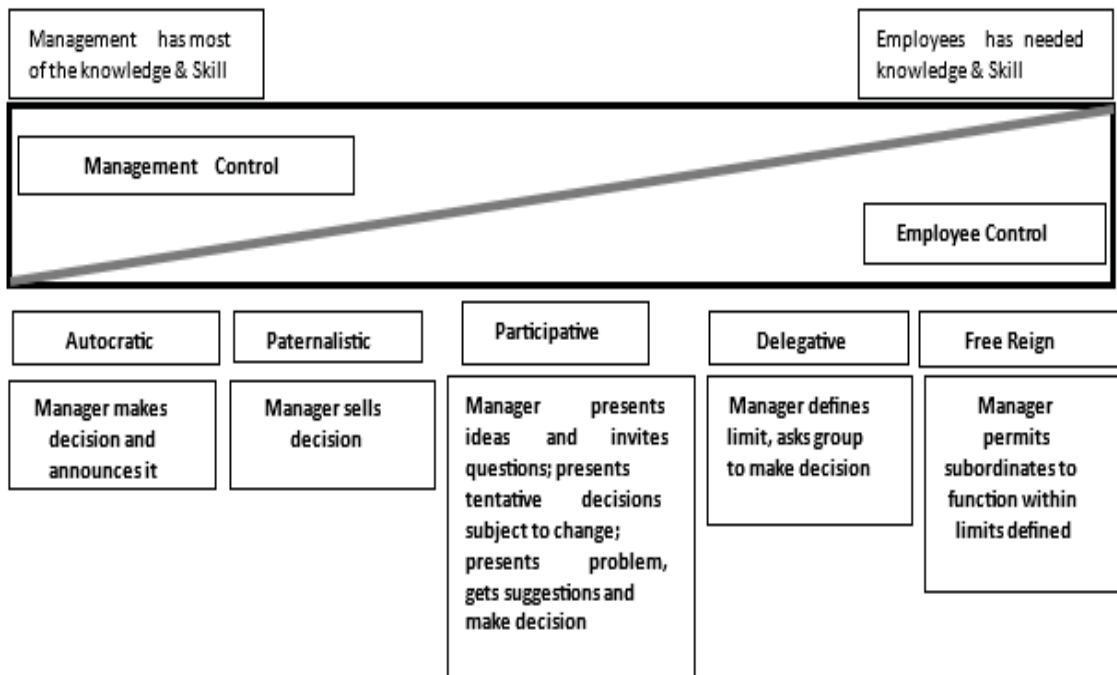 Management has most
of the knowledge & Skill
Employees has needed
knowledge & Skill
Management Control
Employee Control
Autocratic
Paternalistic
Participative
Delegative
Free Reign
Manager makes
decision and
announces it
Manager sells
decision
Manager presents
ideas and invites
questions; presents
tentative decisions
subject to change;
presents problem,
gets suggestions and
make decision
Manager defines
limit, asks group
to make decision
Manager
permits
subordinates to
function within
limits defined